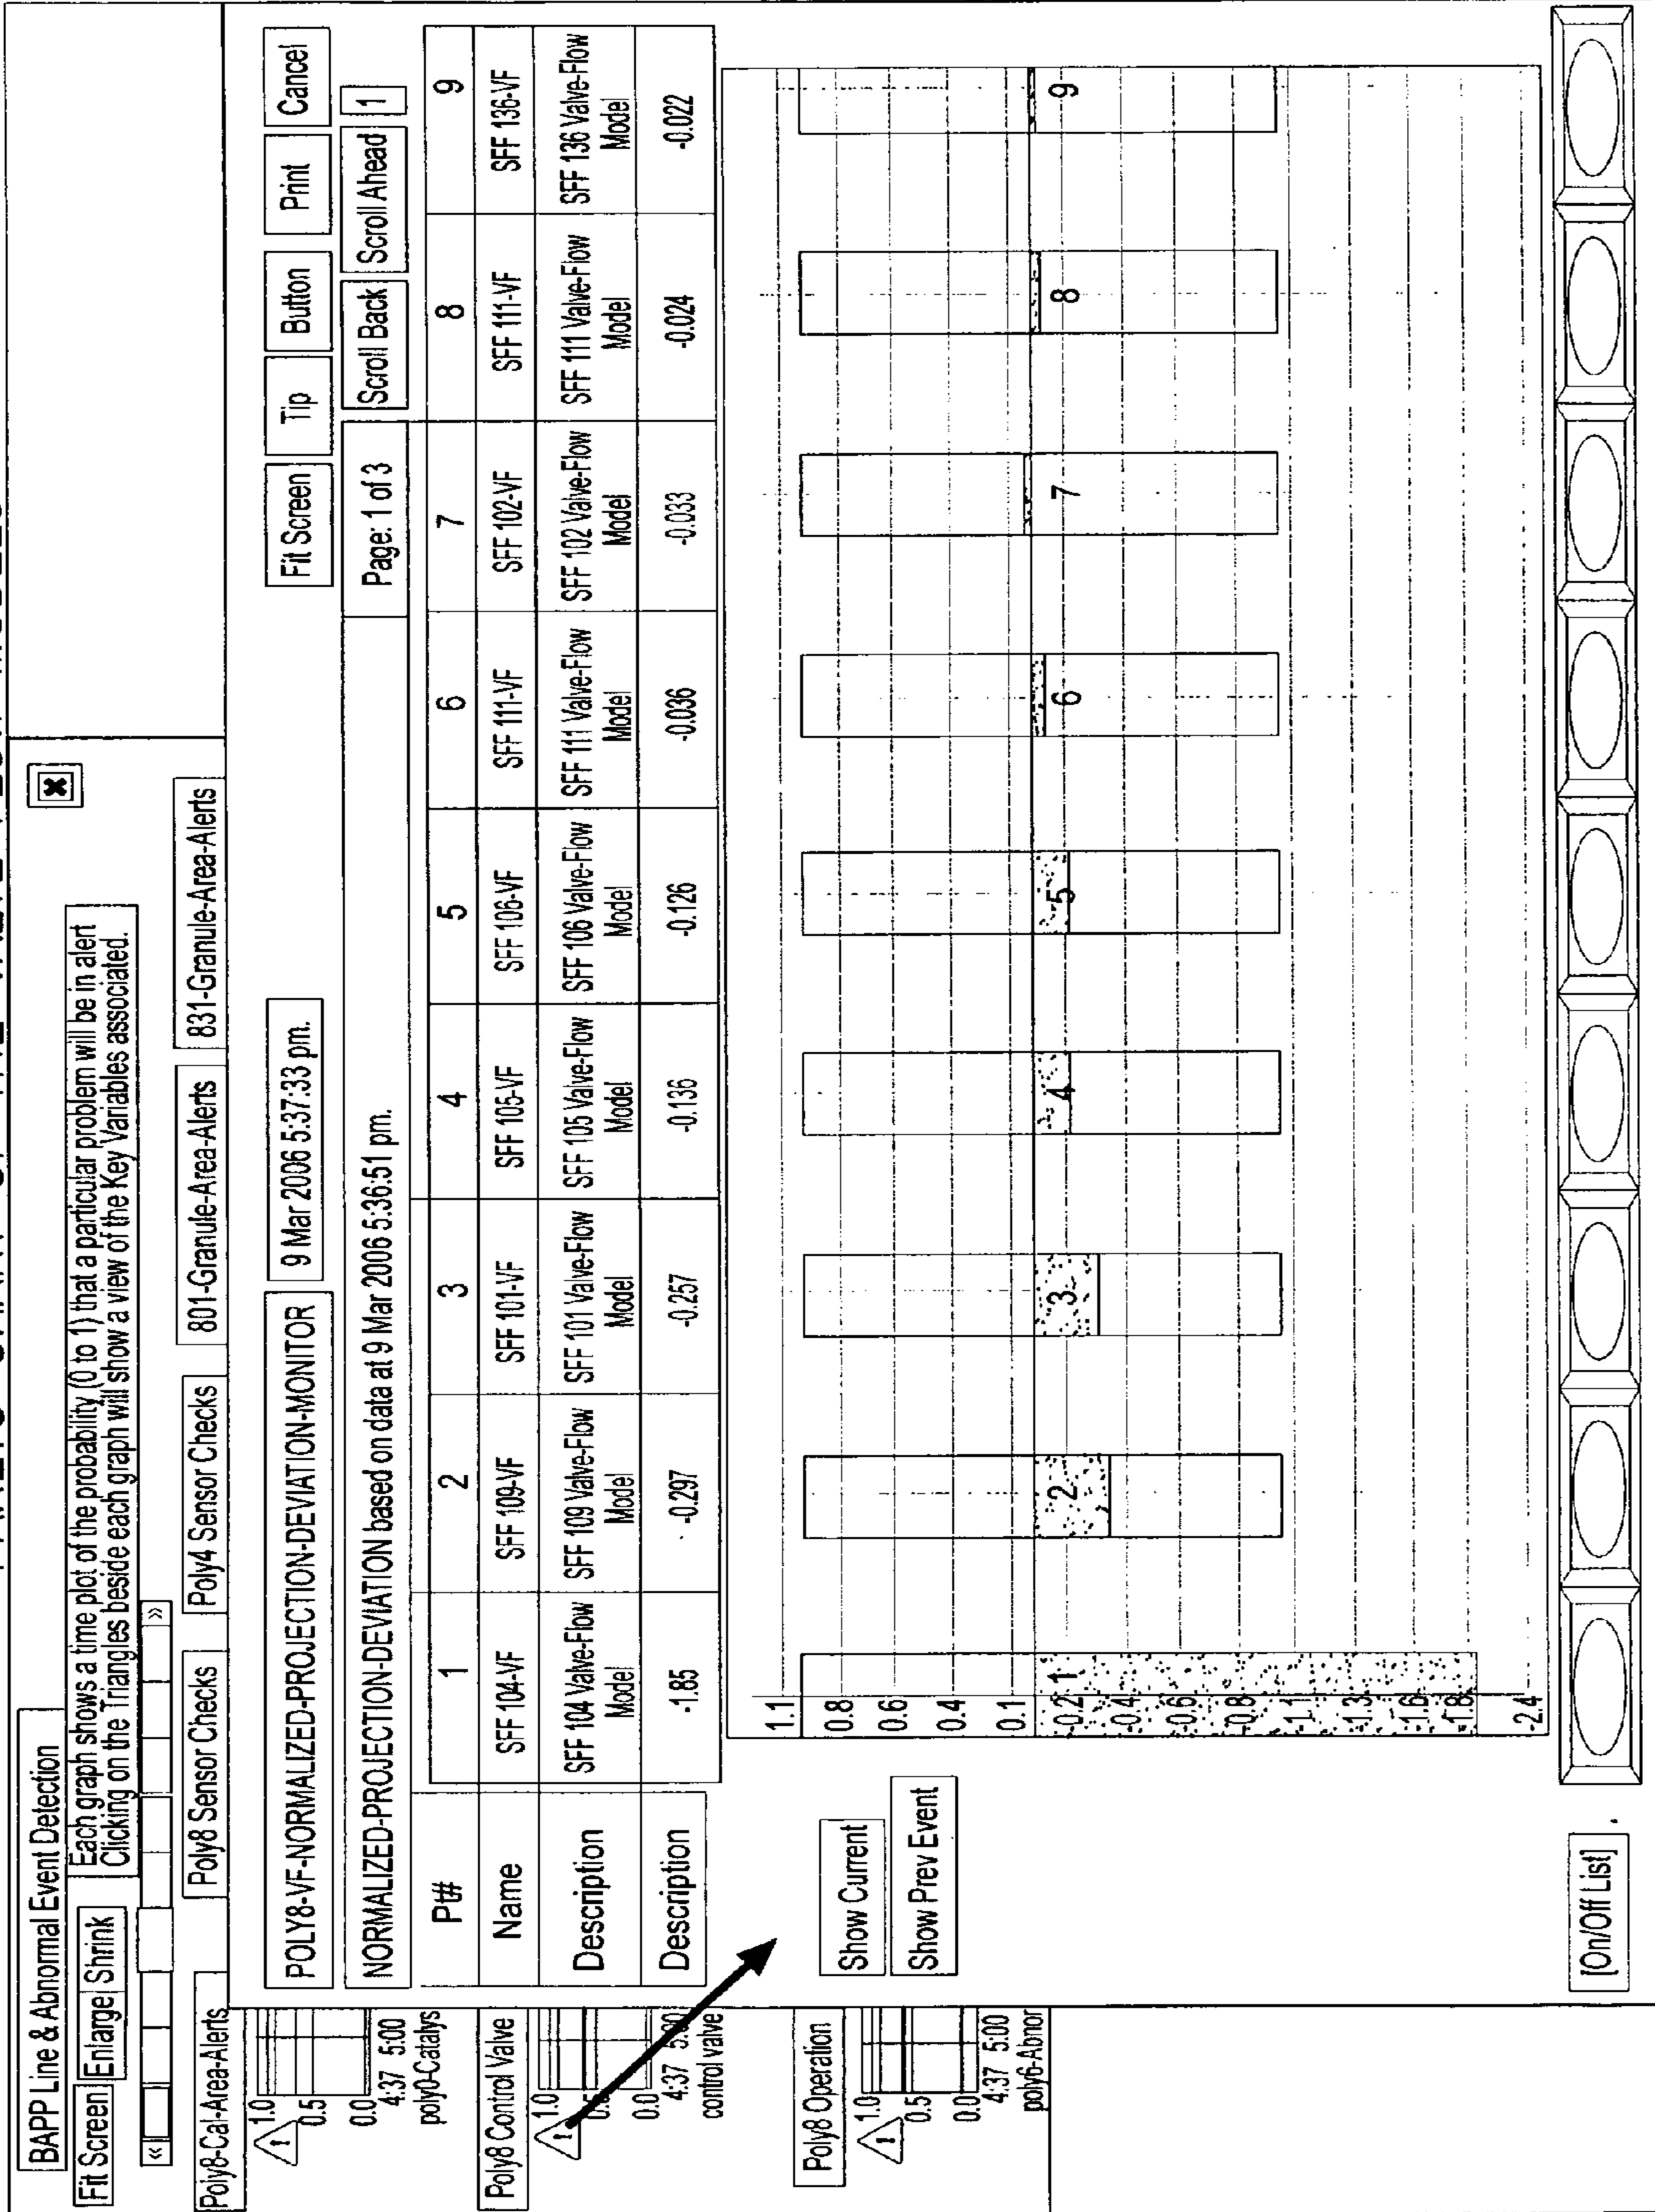 BAPP Line & Abnormal Event Detection
Fit Screen Enlarge Shrink
Each graph shows a time plot of the probability (0 to 1) that a particular problem will be in alert
Clicking on the Triangles beside each graph will show a view of the Key Variables associated.
« »
Poly8-Cal-Area-Alerts Poly8 Sensor Checks Poly4 Sensor Checks 801-Granule-Area-Alerts 831-Granule-Area-Alerts
1.0
0.5
0.0
4:37 5:00
poly0-Catalys
Poly8 Control Valve
1.0
0.0
4:37 5:00
control valve
Poly8 Operation
1.0
0.5
0.0
4:37 5:00
poly6-Abnor
POLY8-VF-NORMALIZED-PROJECTION-DEVIATION-MONITOR 9 Mar 2006 5:37:33 pm. Fit Screen Tip Button Print Cancel
NORMALIZED-PROJECTION-DEVIATION based on data at 9 Mar 2006 5:36:51 pm. Page: 1 of 3 Scroll Back Scroll Ahead 1
Pt# 1 2 3 4 5 6 7 8 9
Name SFF 104-VF SFF 109-VF SFF 101-VF SFF 105-VF SFF 106-VF SFF 111-VF SFF 102-VF SFF 111-VF SFF 136-VF
Description SFF 104 Valve-Flow Model SFF 109 Valve-Flow Model SFF 101 Valve-Flow Model SFF 105 Valve-Flow Model SFF 106 Valve-Flow Model SFF 111 Valve-Flow Model SFF 102 Valve-Flow Model SFF 111 Valve-Flow Model SFF 136 Valve-Flow Model
Description -1.85 -0.297 -0.257 -0.136 -0.126 -0.036 -0.033 -0.024 -0.022
Show Current
Show Prev Event
1.1
0.8
0.6
0.4
0.1
-0.2
-0.4
-0.6
-0.8
-1.1
-1.3
-1.6
-1.8
-2.4
1 2 3 4 5 6 7 8 9
[On/Off List]